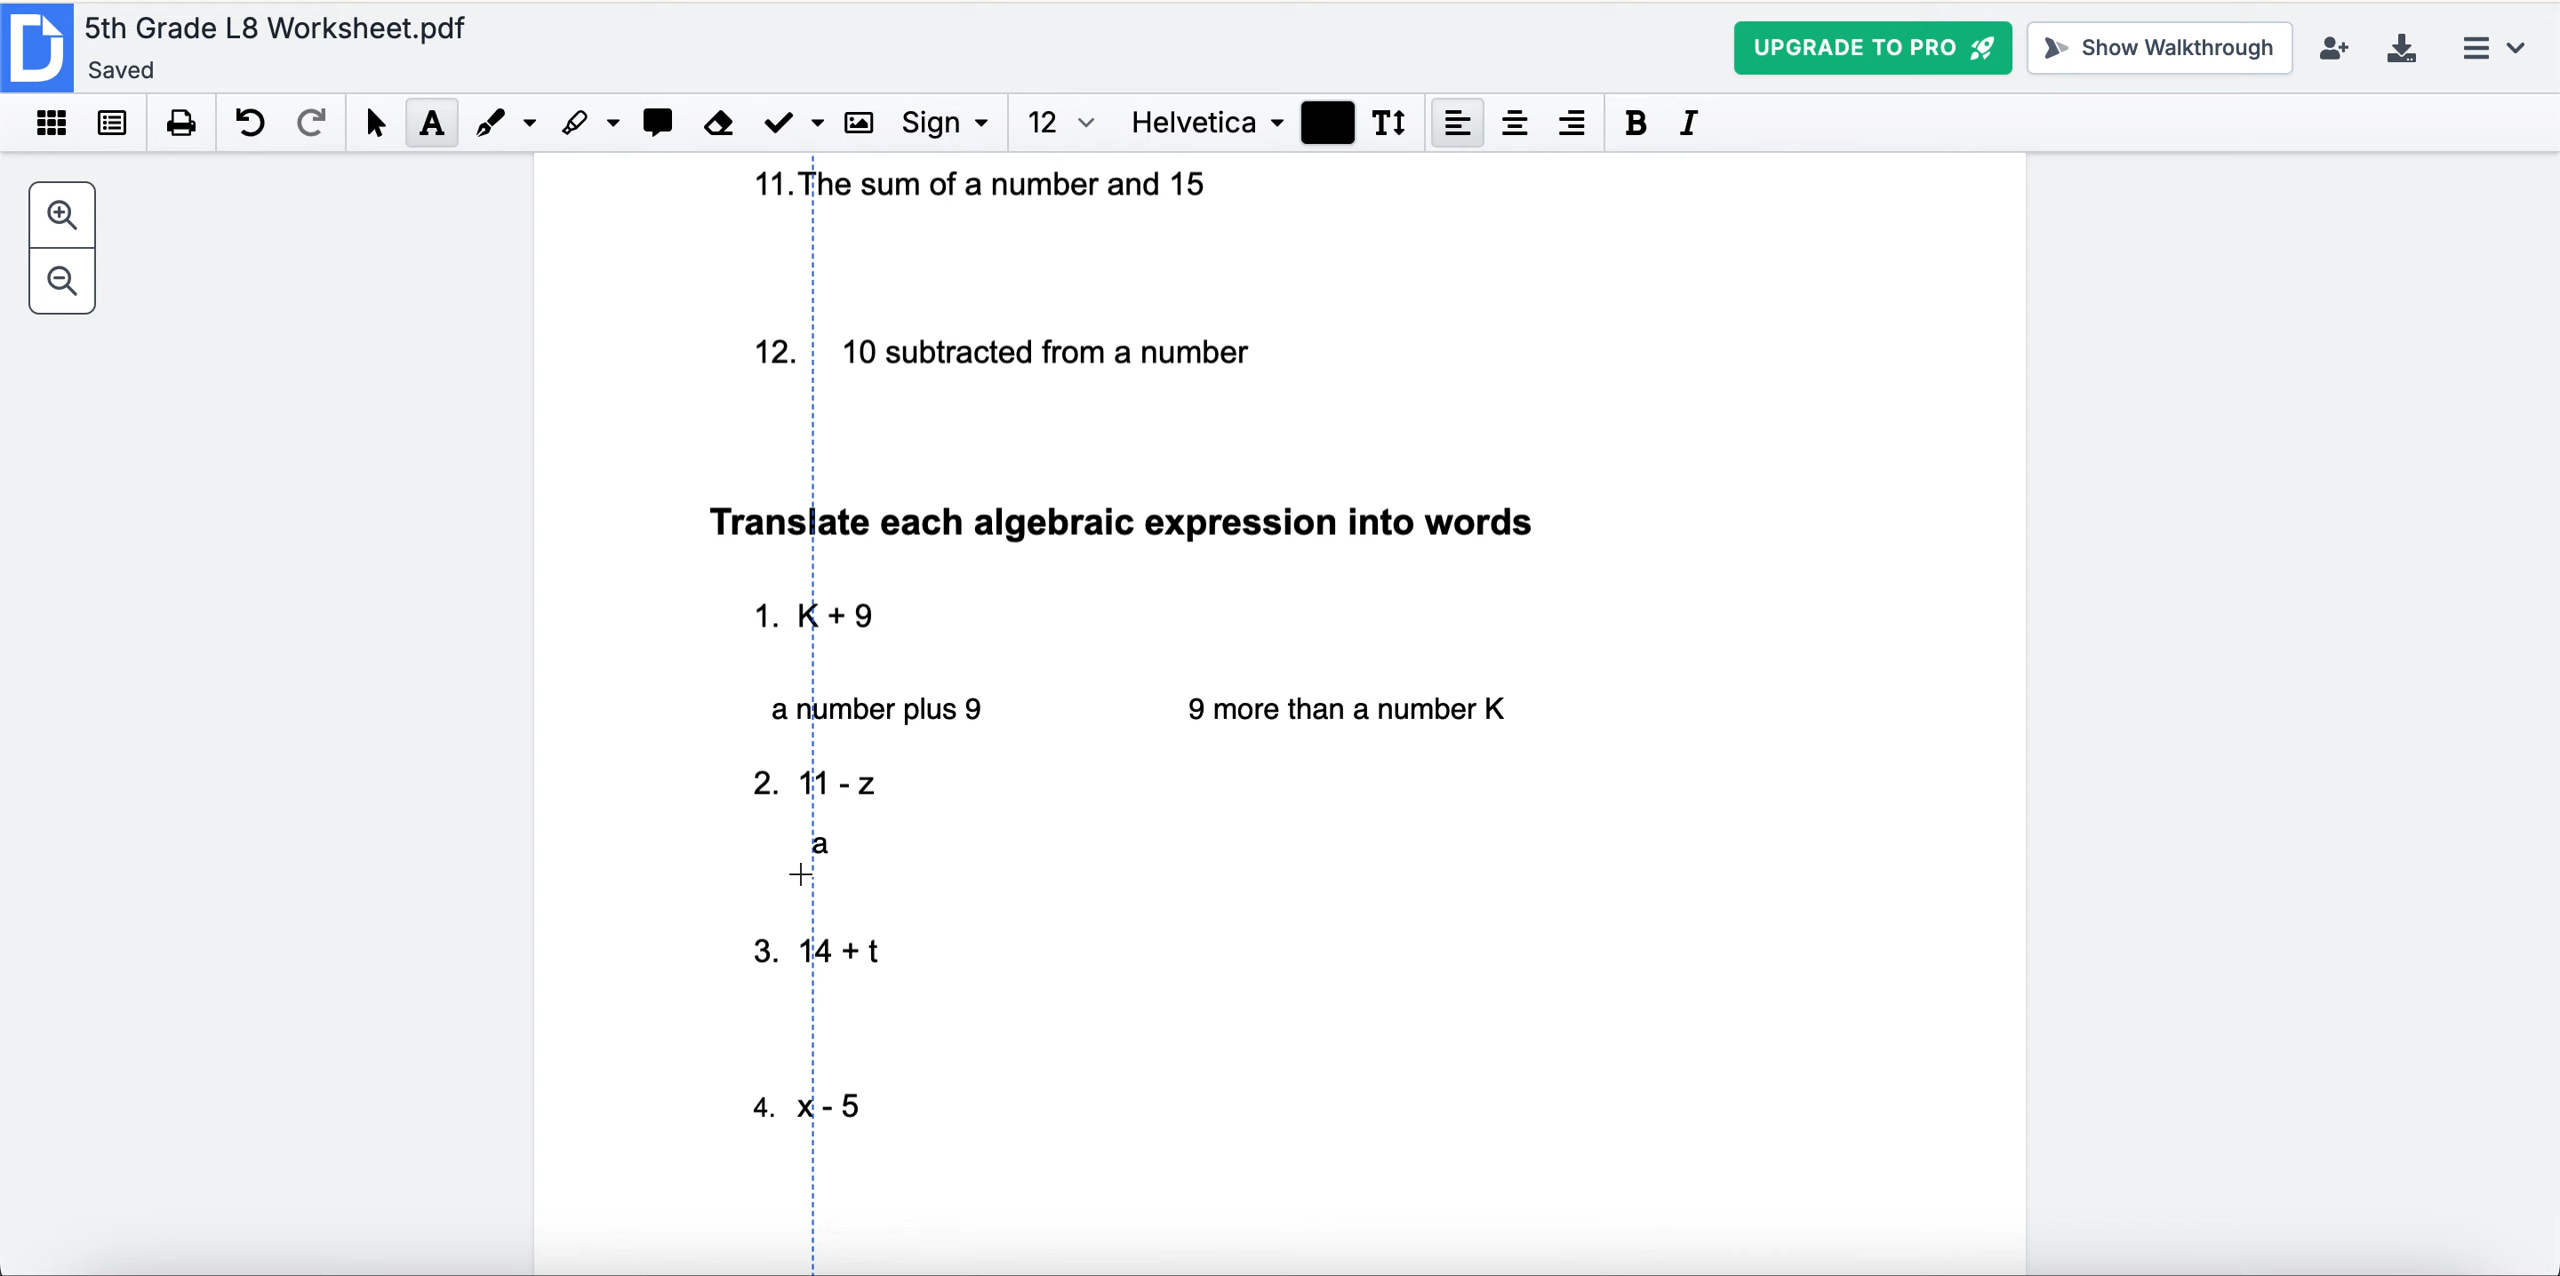 5th Grade L8 Worksheet.pdf
Saved
UPGRADE TO PRO
Show Walkthrough
A
Sign
12
Helvetica
T
B
I
11. The sum of a number and 15
12. 10 subtracted from a number
Translate each algebraic expression into words
1. K + 9
a number plus 9
9 more than a number K
2. 11 - z
a
3. 14 + t
4. x - 5